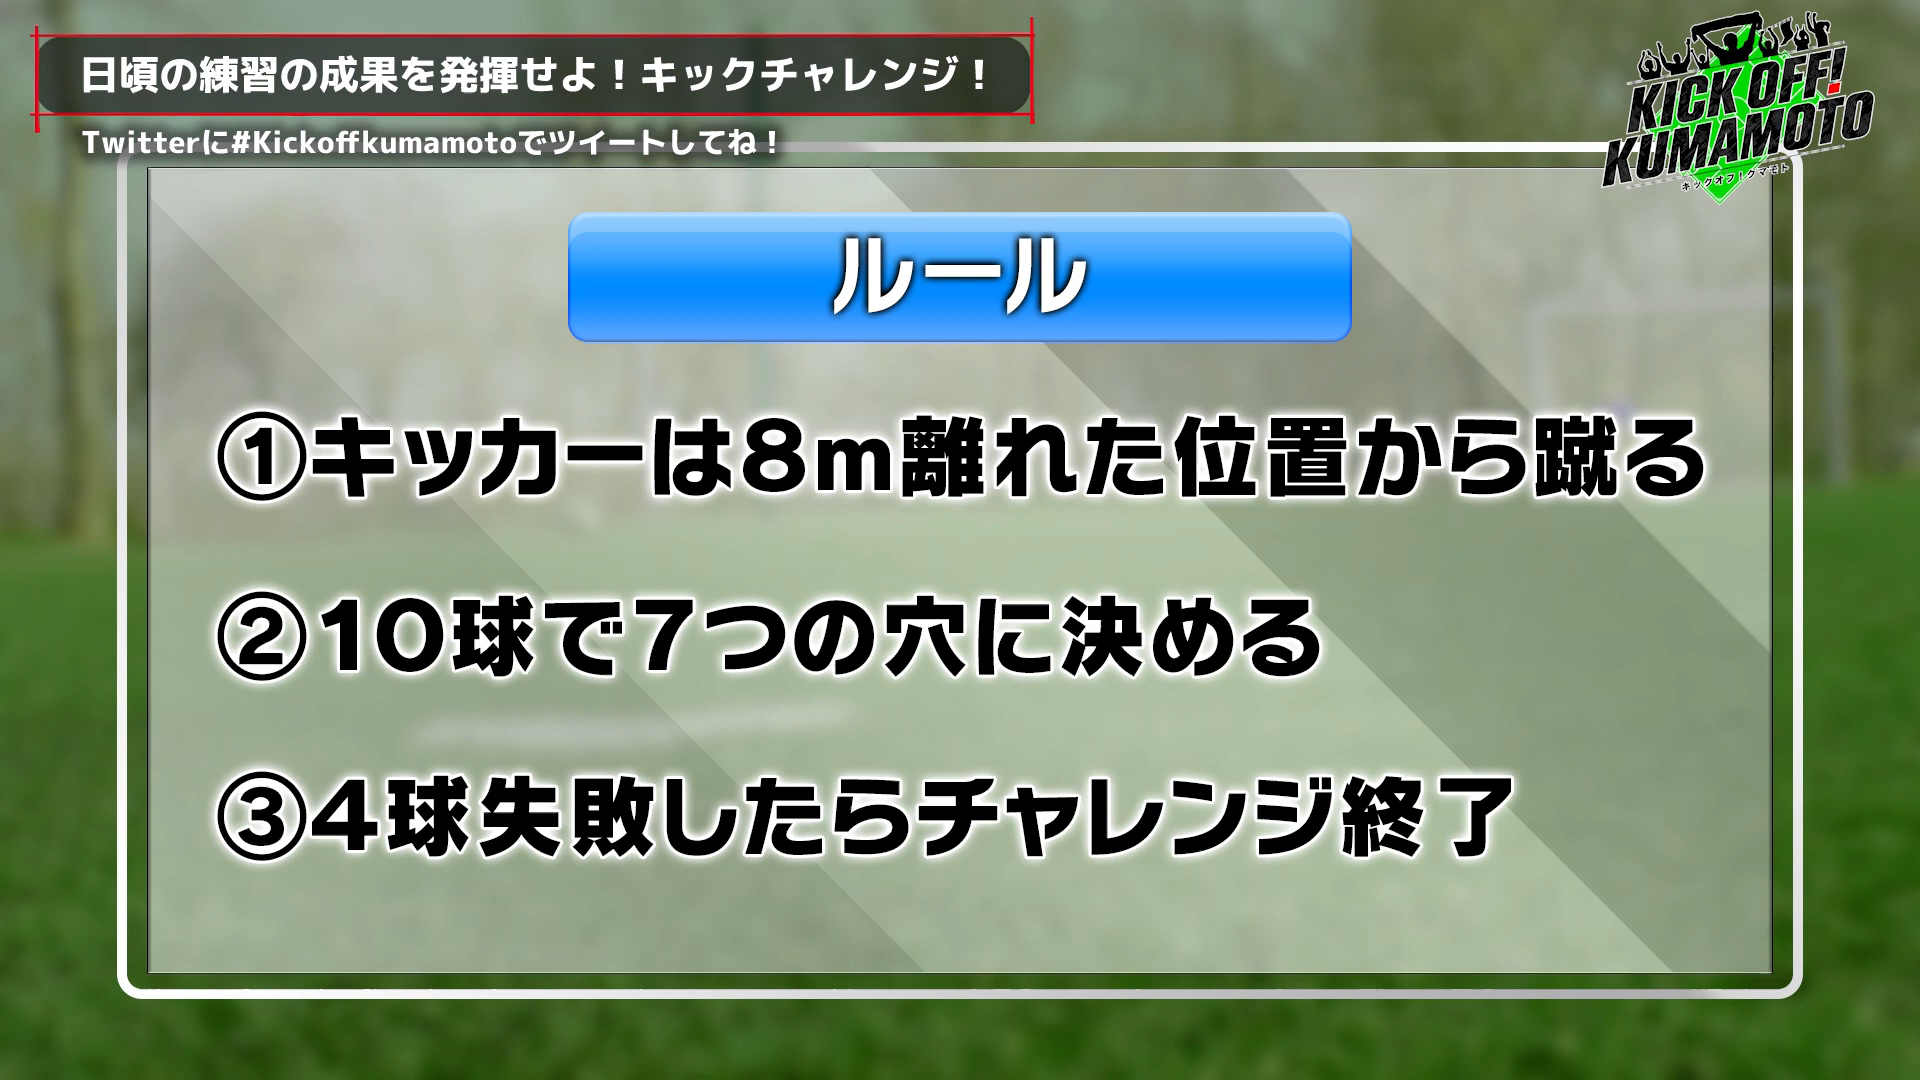 日頃の練習の成果を発揮せよ！キックチャレンジ！
Twitterに#Kickoffkumamotoでツイートしてね！
KICK OFF!
KUMAMOTO
キックオフ！クマモト
ルール
①キッカーは8m離れた位置から蹴る
②10球で7つの穴に決める
③4球失敗したらチャレンジ終了